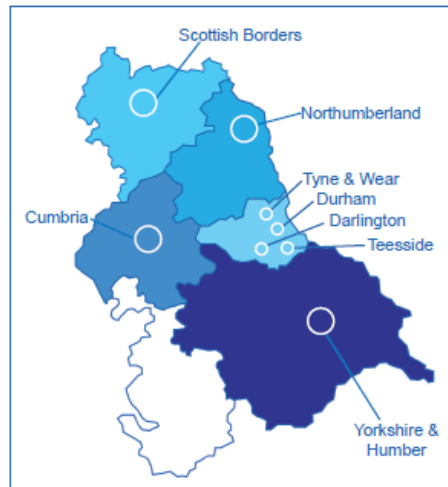 Scottish Borders
Northumberland
Tyne & Wear
Durham
Darlington
Teesside
Cumbria
Yorkshire &
Humber